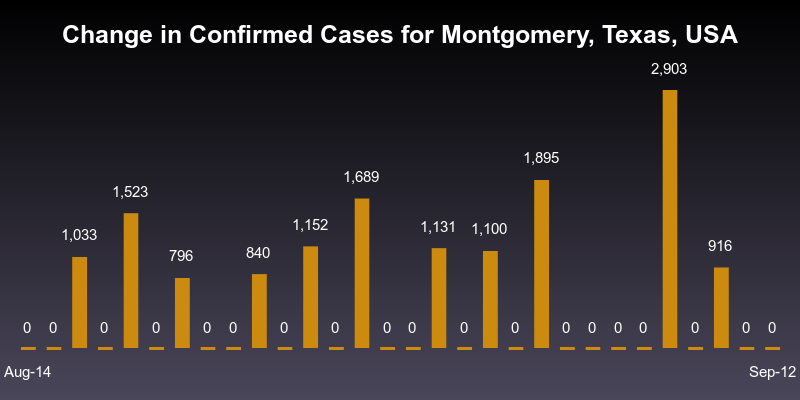 Change in Confirmed Cases for Montgomery, Texas, USA
0 0 1,033 0 1,523 0 796 0 0 840 0 1,152 0 1,689 0 0 1,131 0 1,100 0 1,895 0 0 0 0 2,903 0 916 0 0
Aug-14 Sep-12